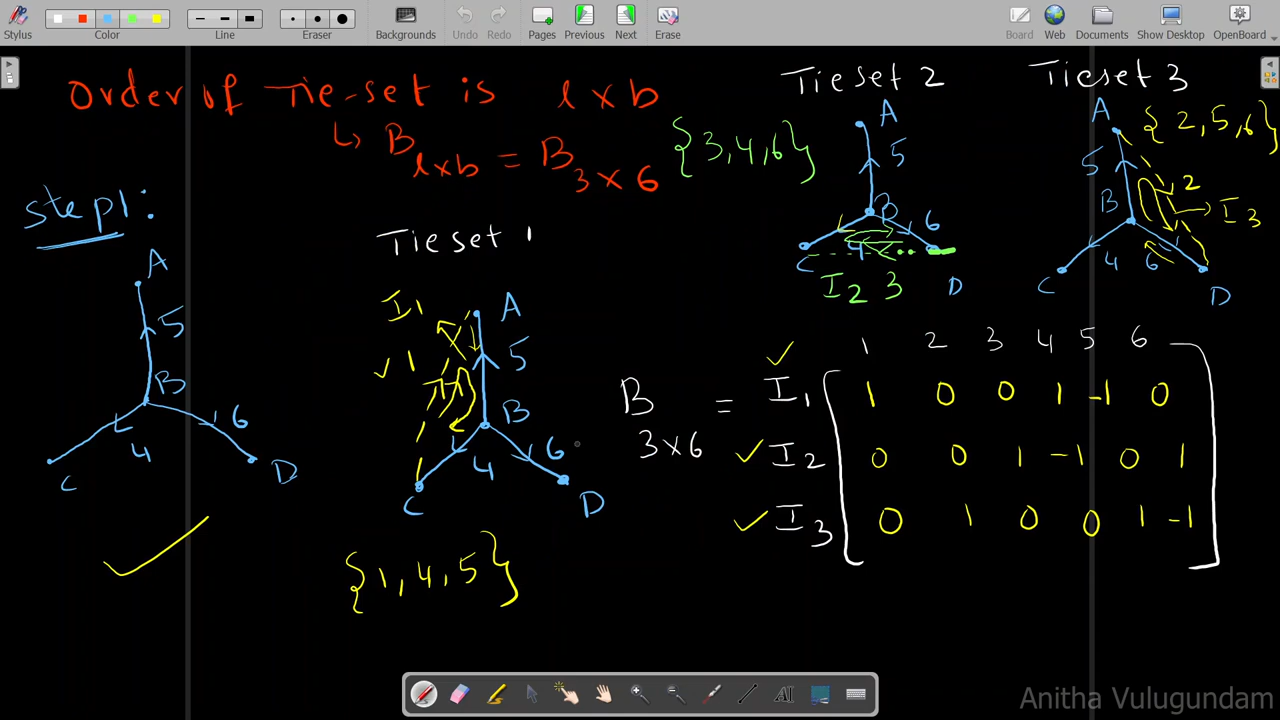 Stylus
Color
Line
Eraser
Backgrounds
Undo
Redo
Pages
Previous
Next
Erase
Board
Web
Documents
Show Desktop
OpenBoard
Order of Tie-set is l x b
↳ B l x b = B 3 x 6
Step1:
A
5
B
4
6
C
D
Tieset 1
I1
A
1
5
B
6
4
C
D
{1,4,5}
Tieset 2
{3,4,6}
A
5
B
6
4
C
I2 3
D
Tieset 3
A
{2,5,6}
5
2
B
I3
4
6
C
D
1 2 3 4 5 6
B 3x6 =
I1 1 0 0 1 -1 0
I2 0 0 1 -1 0 1
I3 0 1 0 0 1 -1
AI
Anitha Vulugundam